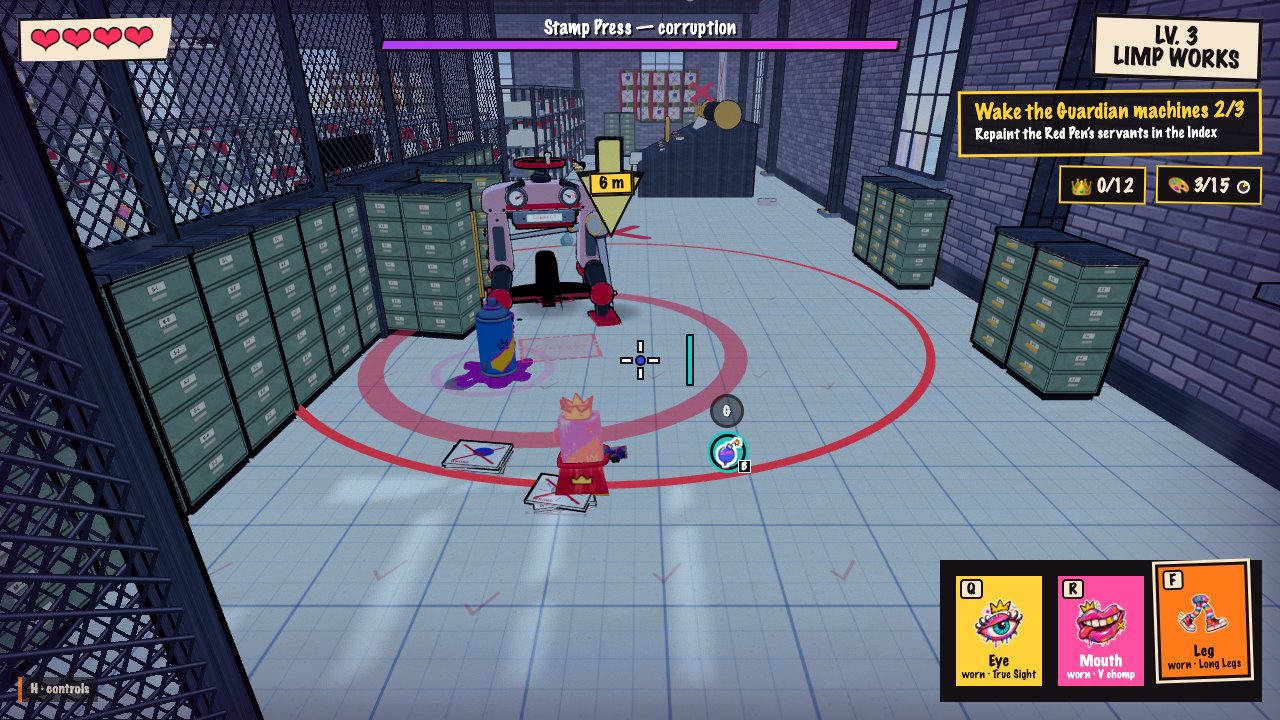 Stamp Press — corruption
LV. 3
LIMP WORKS
Wake the Guardian machines 2/3
Repaint the Red Pen's servants in the Index
0/12
3/15
6 m
CORRECT
G
B
Q
Eye
worn · True Sight
R
Mouth
worn · V chomp
F
Leg
worn · Long Legs
H · controls